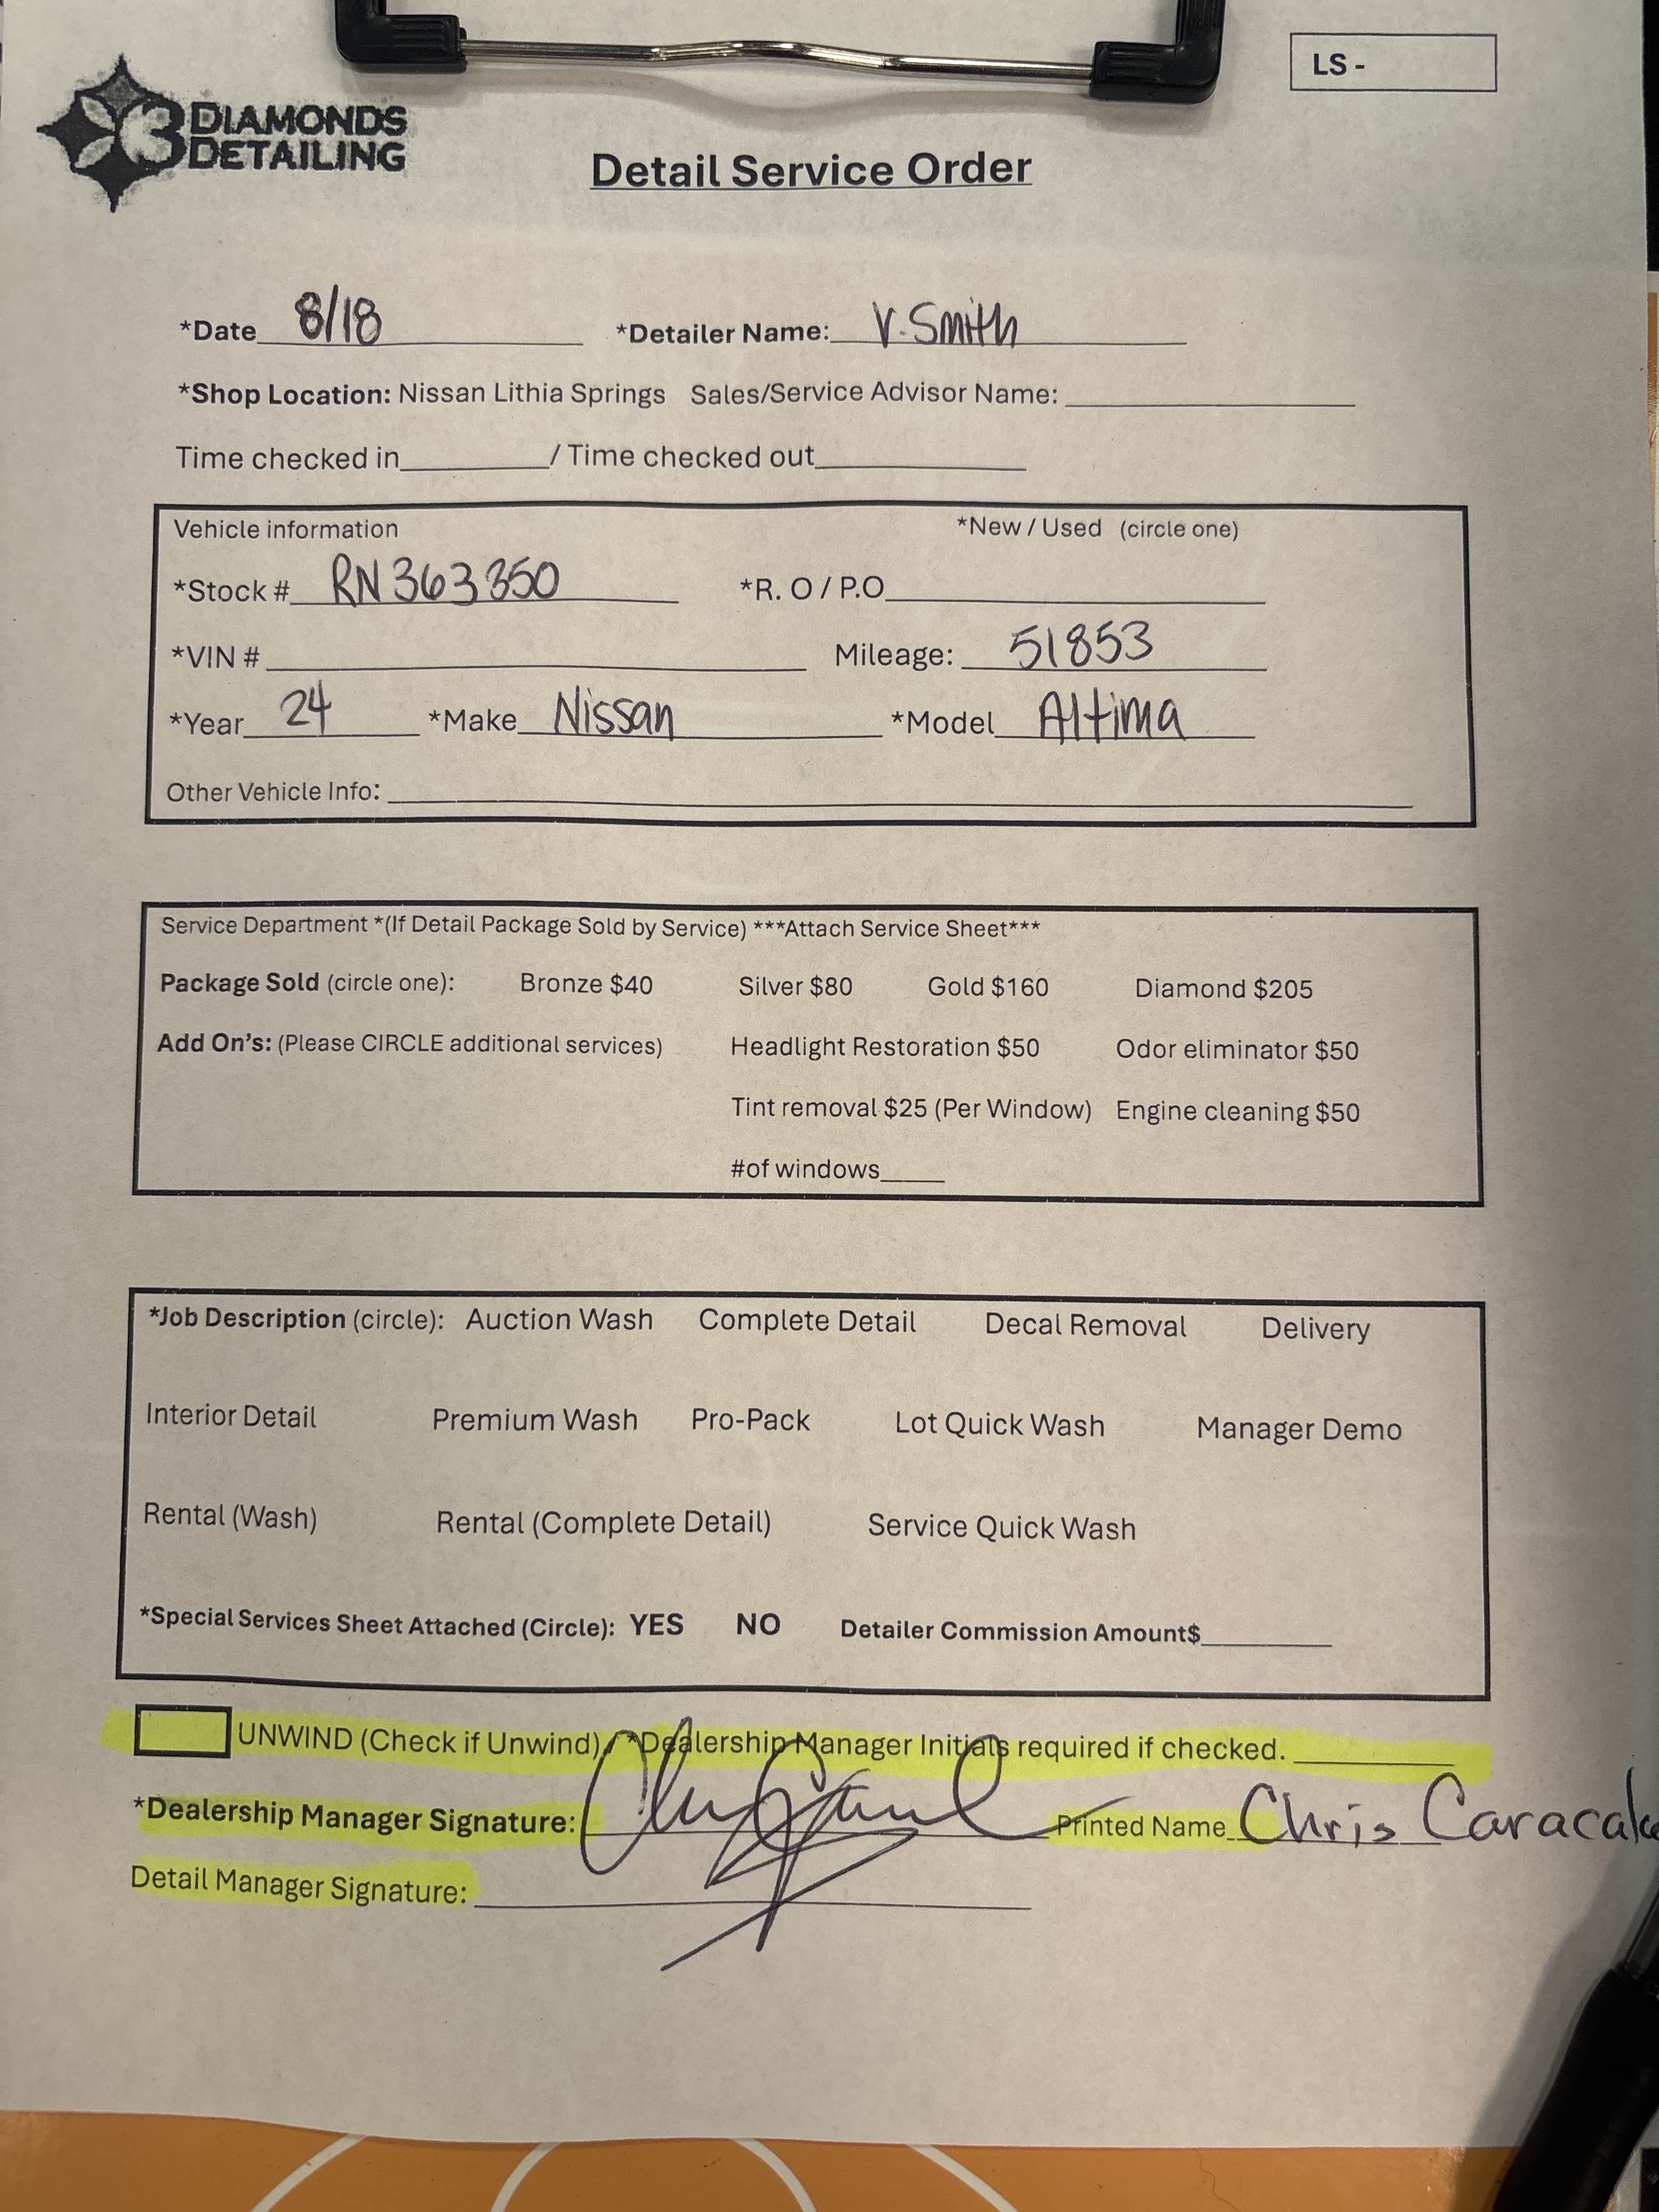 LS -
3 DIAMONDS
DETAILING
Detail Service Order
*Date 8/18 *Detailer Name: V. Smith
*Shop Location: Nissan Lithia Springs Sales/Service Advisor Name:
Time checked in / Time checked out
Vehicle information *New / Used (circle one)
*Stock # RN363350 *R. O / P.O
*VIN # Mileage: 51853
*Year 24 *Make Nissan *Model Altima
Other Vehicle Info:
Service Department *(If Detail Package Sold by Service) ***Attach Service Sheet***
Package Sold (circle one): Bronze $40 Silver $80 Gold $160 Diamond $205
Add On's: (Please CIRCLE additional services) Headlight Restoration $50 Odor eliminator $50
Tint removal $25 (Per Window) Engine cleaning $50
#of windows
*Job Description (circle): Auction Wash Complete Detail Decal Removal Delivery
Interior Detail Premium Wash Pro-Pack Lot Quick Wash Manager Demo
Rental (Wash) Rental (Complete Detail) Service Quick Wash
*Special Services Sheet Attached (Circle): YES NO Detailer Commission Amount$
UNWIND (Check if Unwind) / *Dealership Manager Initials required if checked.
*Dealership Manager Signature: Printed Name Chris
Detail Manager Signature: